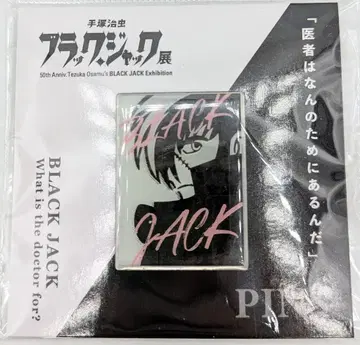 手塚治虫
ブラック・ジャック展
50th Anniv. Tezuka Osamu's BLACK JACK Exhibition
「医者はなんのためにあるんだ」
BLACK
JACK
BLACK JACK
What is the doctor for?